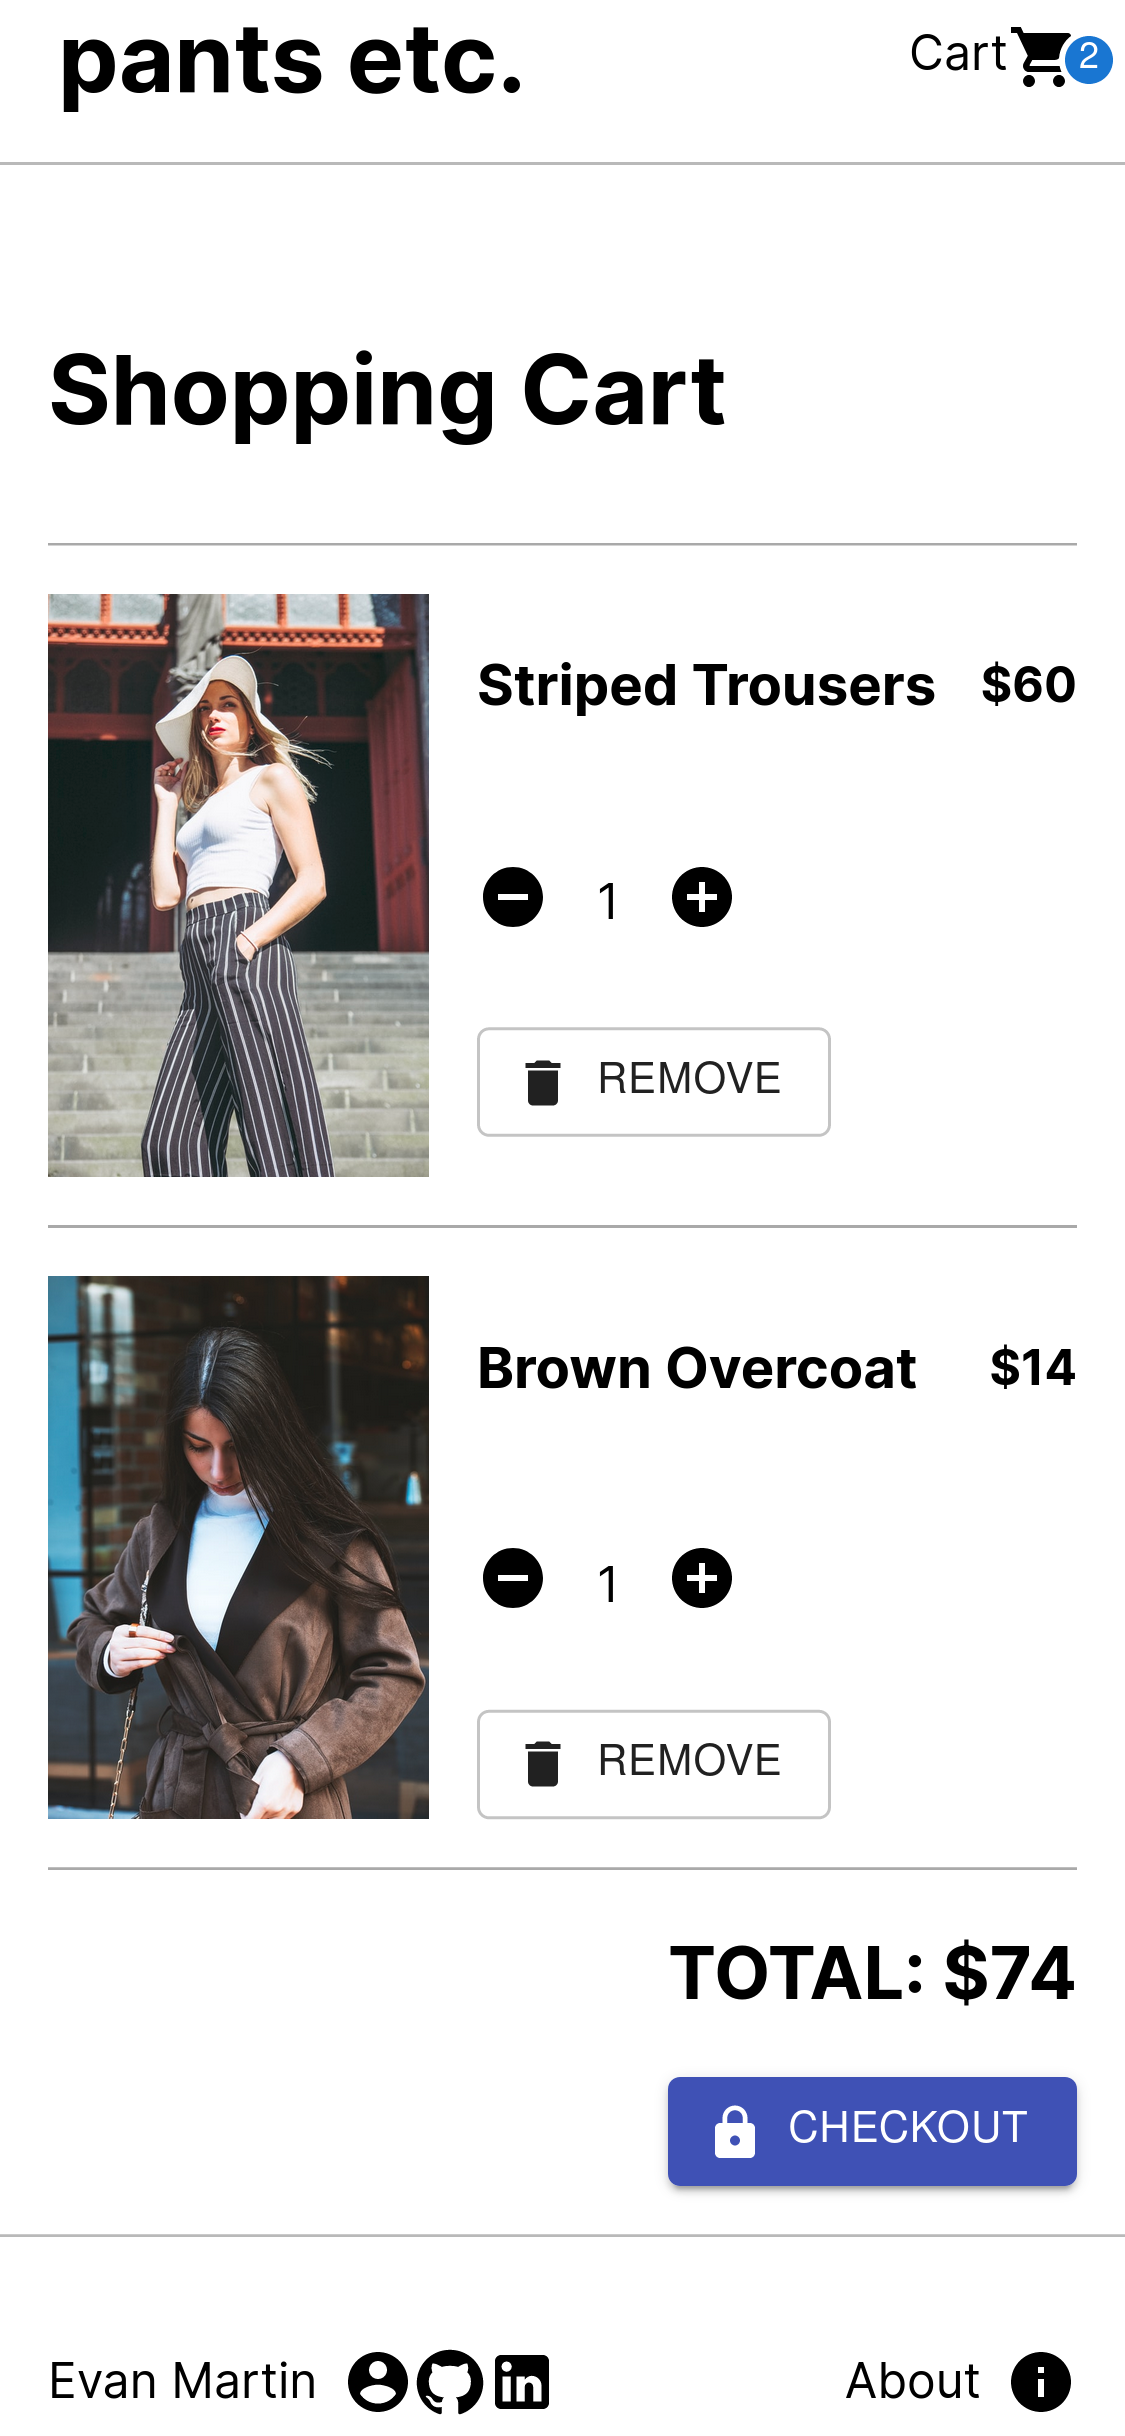 pants etc.
Cart 2
Shopping Cart
Striped Trousers $60
1
REMOVE
Brown Overcoat $14
1
REMOVE
TOTAL: $74
CHECKOUT
Evan Martin in About i